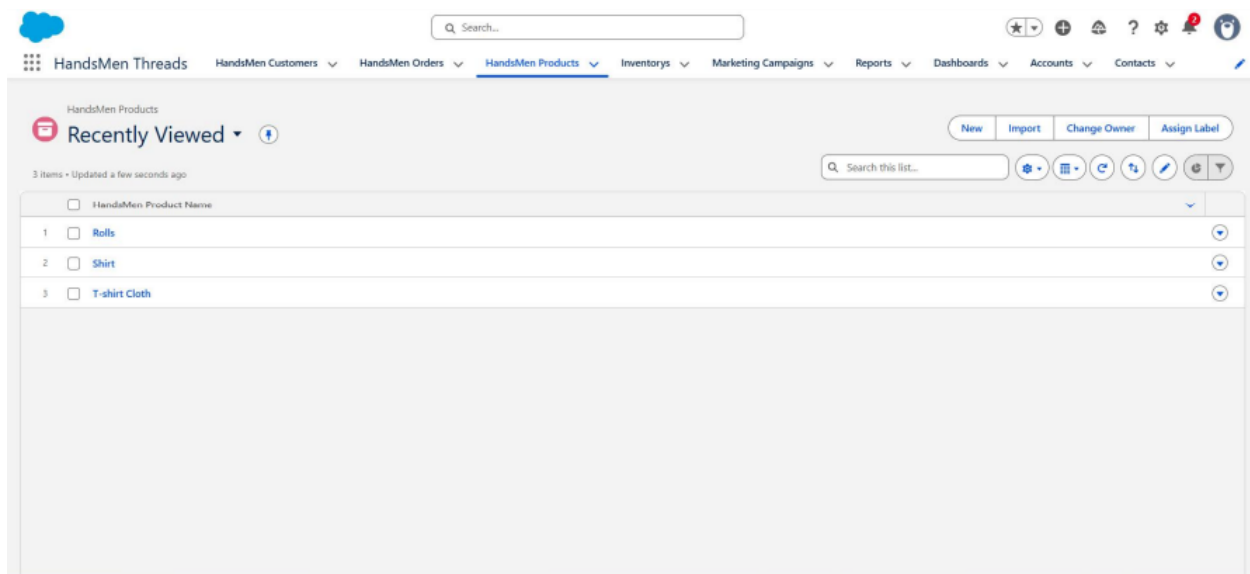 Search...
2
HandsMen Threads HandsMen Customers HandsMen Orders HandsMen Products Inventorys Marketing Campaigns Reports Dashboards Accounts Contacts
HandsMen Products
Recently Viewed
New Import Change Owner Assign Label
3 items • Updated a few seconds ago
Search this list...
HandsMen Product Name
1 Rolls
2 Shirt
3 T-shirt Cloth